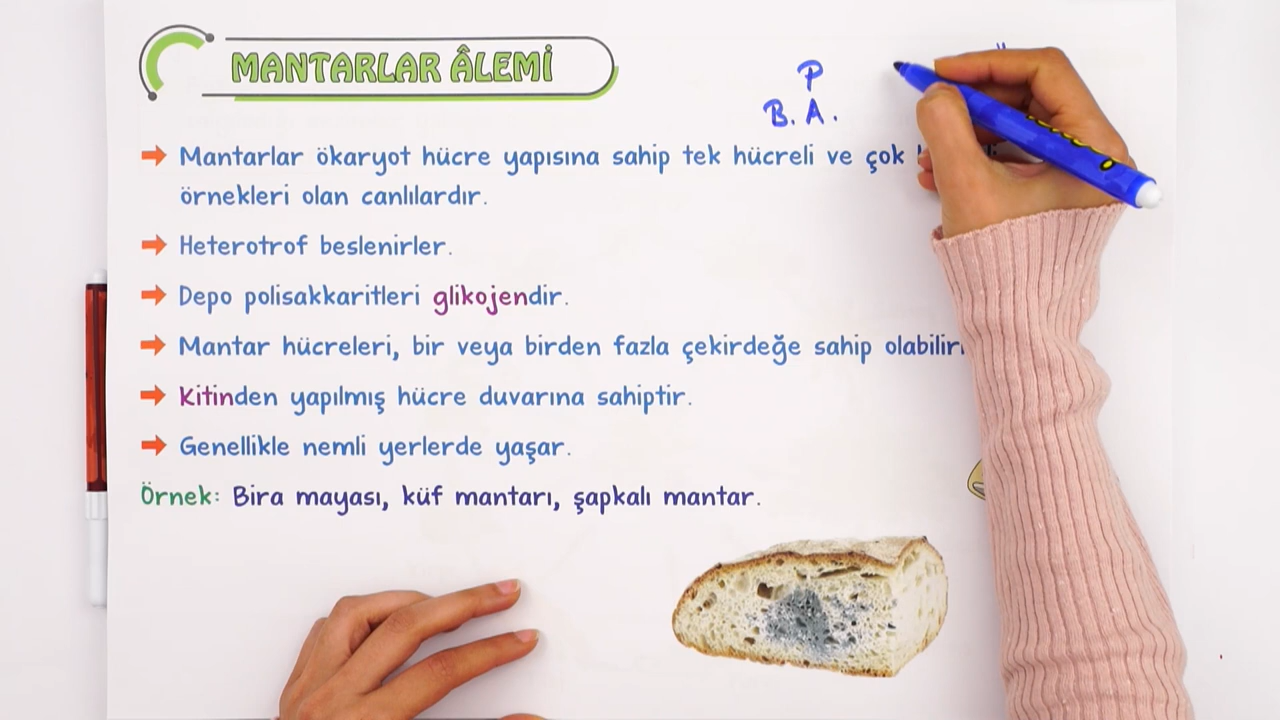 MANTARLAR ÂLEMİ
P
B. A.
Mantarlar ökaryot hücre yapısına sahip tek hücreli ve çok
örnekleri olan canlılardır.
Heterotrof beslenirler.
Depo polisakkaritleri glikojendir.
Mantar hücreleri, bir veya birden fazla çekirdeğe sahip olabilir
Kitinden yapılmış hücre duvarına sahiptir.
Genellikle nemli yerlerde yaşar.
Örnek: Bira mayası, küf mantarı, şapkalı mantar.